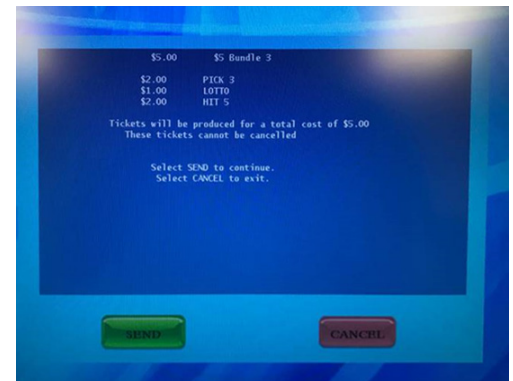 $5.00 $5 Bundle 3
$2.00 PICK 3
$1.00 LOTTO
$2.00 HIT 5
Tickets will be produced for a total cost of $5.00
These tickets cannot be cancelled
Select SEND to continue.
Select CANCEL to exit.
SEND CANCEL